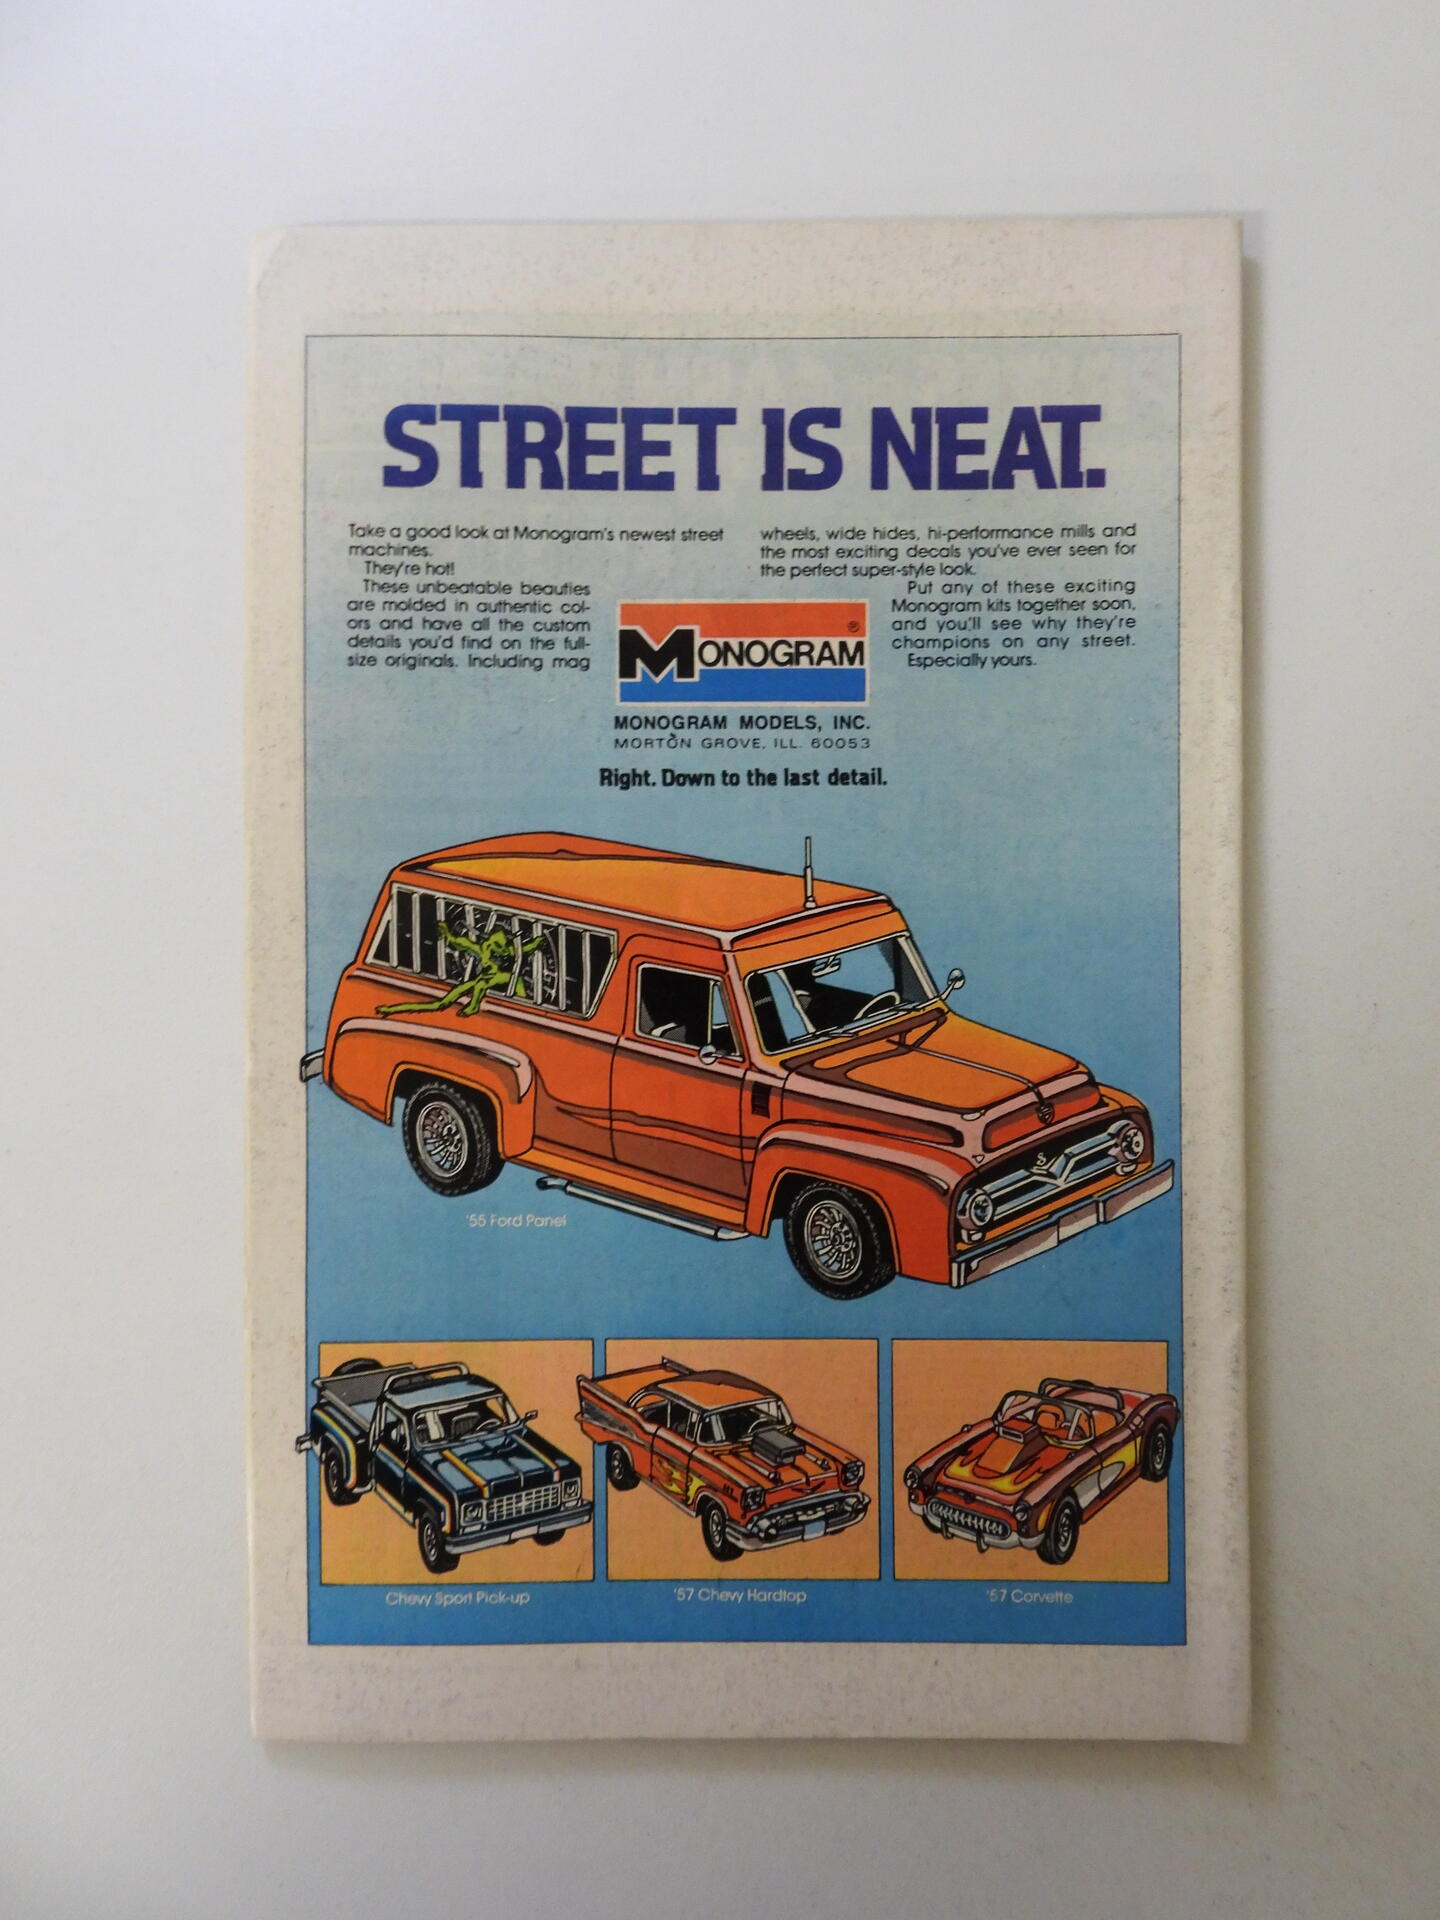 STREET IS NEAT.
Take a good look at Monogram's newest street
machines.
They're hot!
These unbeatable beauties
are molded in authentic col-
ors and have all the custom
details you'd find on the full-
size originals. Including mag
wheels, wide hides, hi-performance mills and
the most exciting decals you've ever seen for
the perfect super-style look.
Put any of these exciting
Monogram kits together soon,
and you'll see why they're
champions on any street.
Especially yours.
MONOGRAM®
MONOGRAM MODELS, INC.
MORTON GROVE, ILL. 60053
Right. Down to the last detail.
'55 Ford Panel
Chevy Sport Pick-up
'57 Chevy Hardtop
'57 Corvette